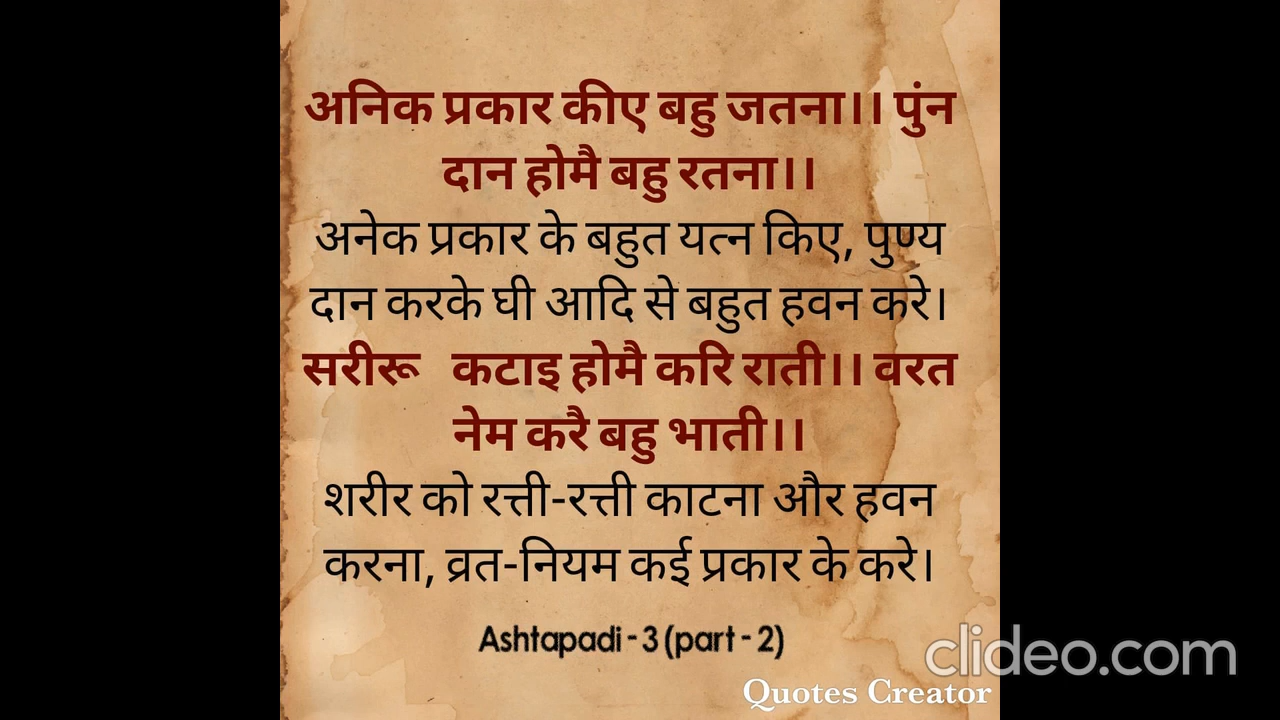 अनिक प्रकार कीए बहु जतना।। पुंन
दान होमै बहु रतना।।
अनेक प्रकार के बहुत यत्न किए, पुण्य
दान करके घी आदि से बहुत हवन करे।
सरीरू कटाइ होमै करि राती।। वरत
नेम करै बहु भाती।।
शरीर को रत्ती-रत्ती काटना और हवन
करना, व्रत-नियम कई प्रकार के करे।
Ashtapadi - 3 (part - 2)
clideo.com
Quotes Creator